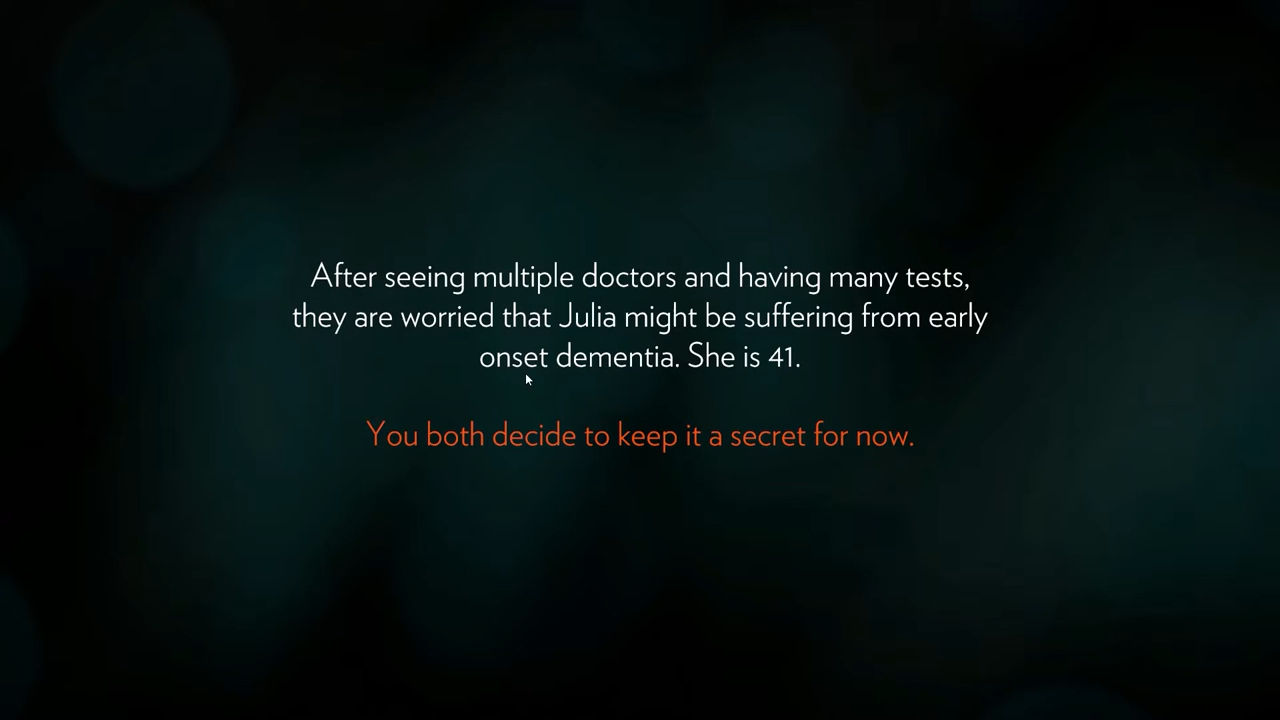 After seeing multiple doctors and having many tests,
they are worried that Julia might be suffering from early
onset dementia. She is 41.
You both decide to keep it a secret for now.